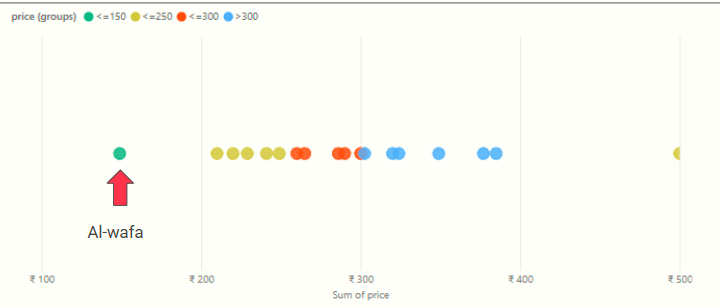 price (groups) <=150 <=250 <=300 >300
Al-wafa
₹ 100 ₹ 200 ₹ 300 ₹ 400 ₹ 500
Sum of price